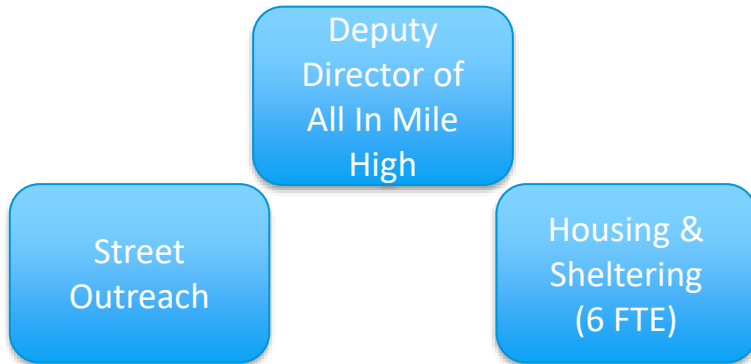 Deputy
Director of
All In Mile
High
Street
Outreach
Housing &
Sheltering
(6 FTE)